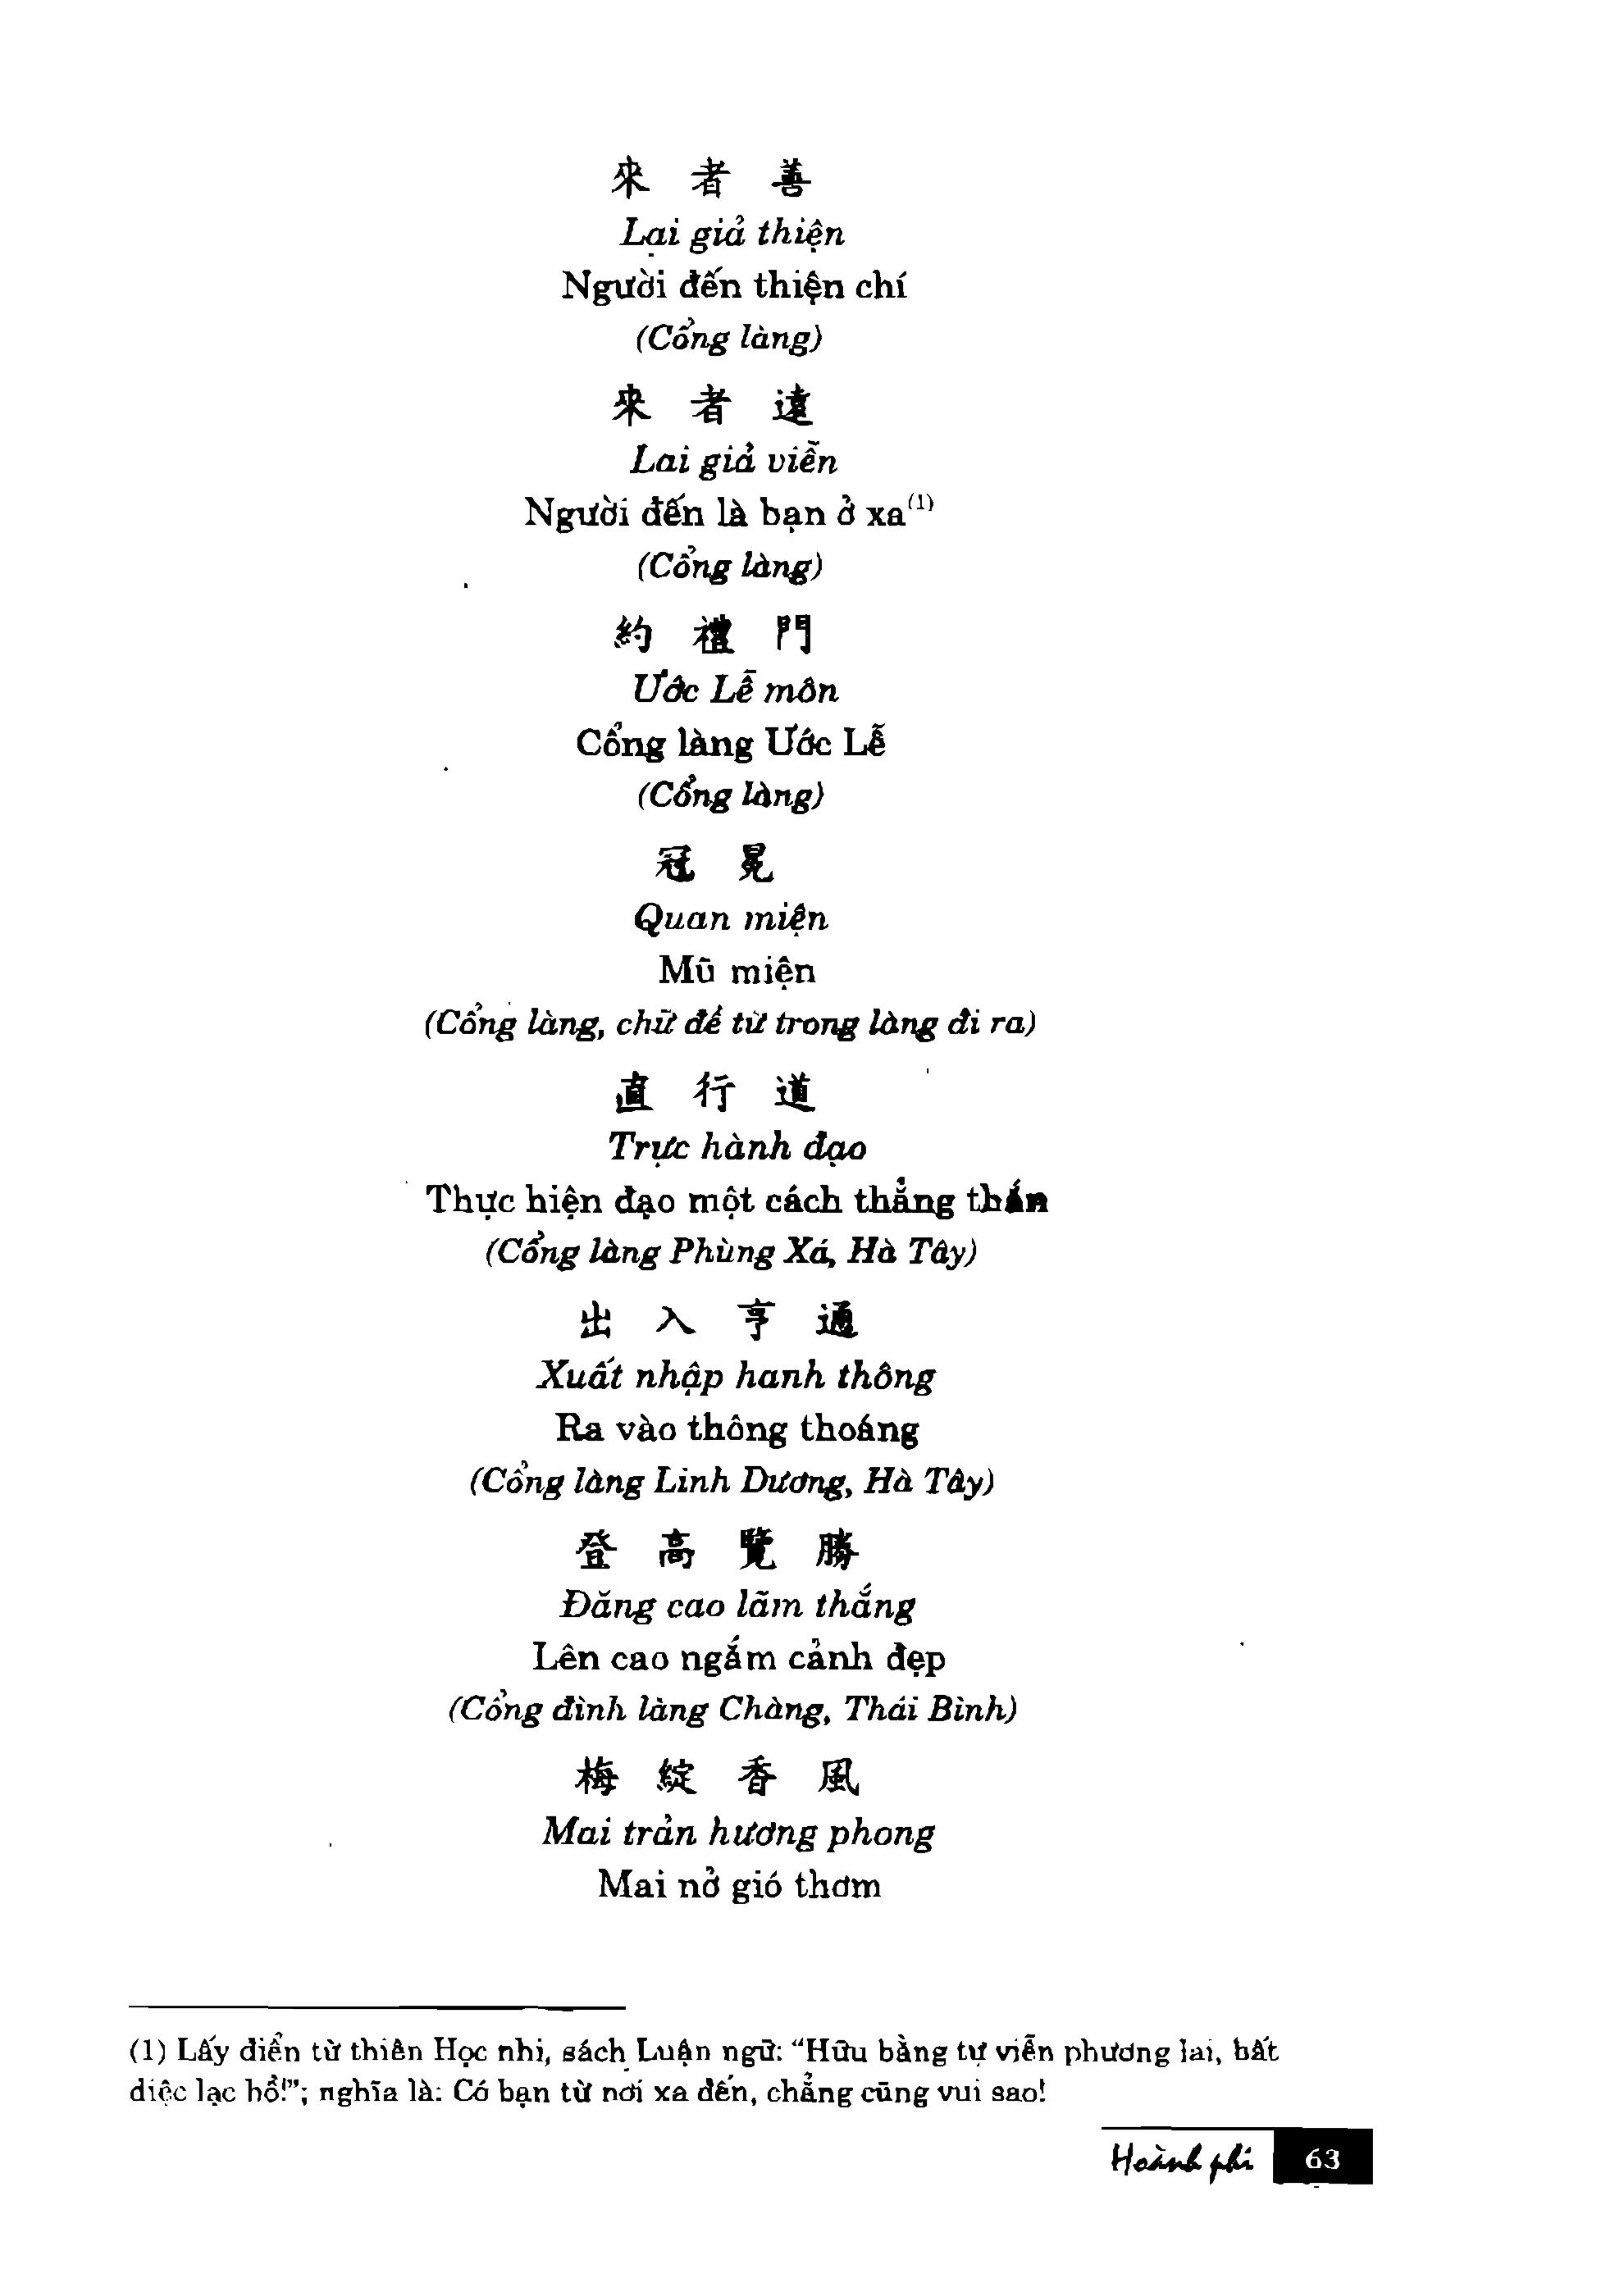 來 者 善
Lại giả thiện
Người đến thiện chí
(Cổng làng)
來 者 遠
Lai giả viễn
Người đến là bạn ở xa(1)
(Cổng làng)
約 禮 門
Ước Lễ môn
Cổng làng Ước Lễ
(Cổng làng)
冠 冕
Quan miện
Mũ miện
(Cổng làng, chữ đề từ trong làng đi ra)
直 行 道
Trực hành đạo
Thực hiện đạo một cách thẳng thắn
(Cổng làng Phùng Xá, Hà Tây)
出 入 亨 通
Xuất nhập hanh thông
Ra vào thông thoáng
(Cổng làng Linh Dương, Hà Tây)
登 高 覽 勝
Đăng cao lãm thắng
Lên cao ngắm cảnh đẹp
(Cổng đình làng Chàng, Thái Bình)
梅 綻 香 風
Mai trản hương phong
Mai nở gió thơm
(1) Lấy điển từ thiên Học nhi, sách Luận ngữ: “Hữu bằng tự viễn phương lai, bất
diệc lạc hồ!”; nghĩa là: Có bạn từ nơi xa đến, chẳng cũng vui sao!
Hoành phi 63